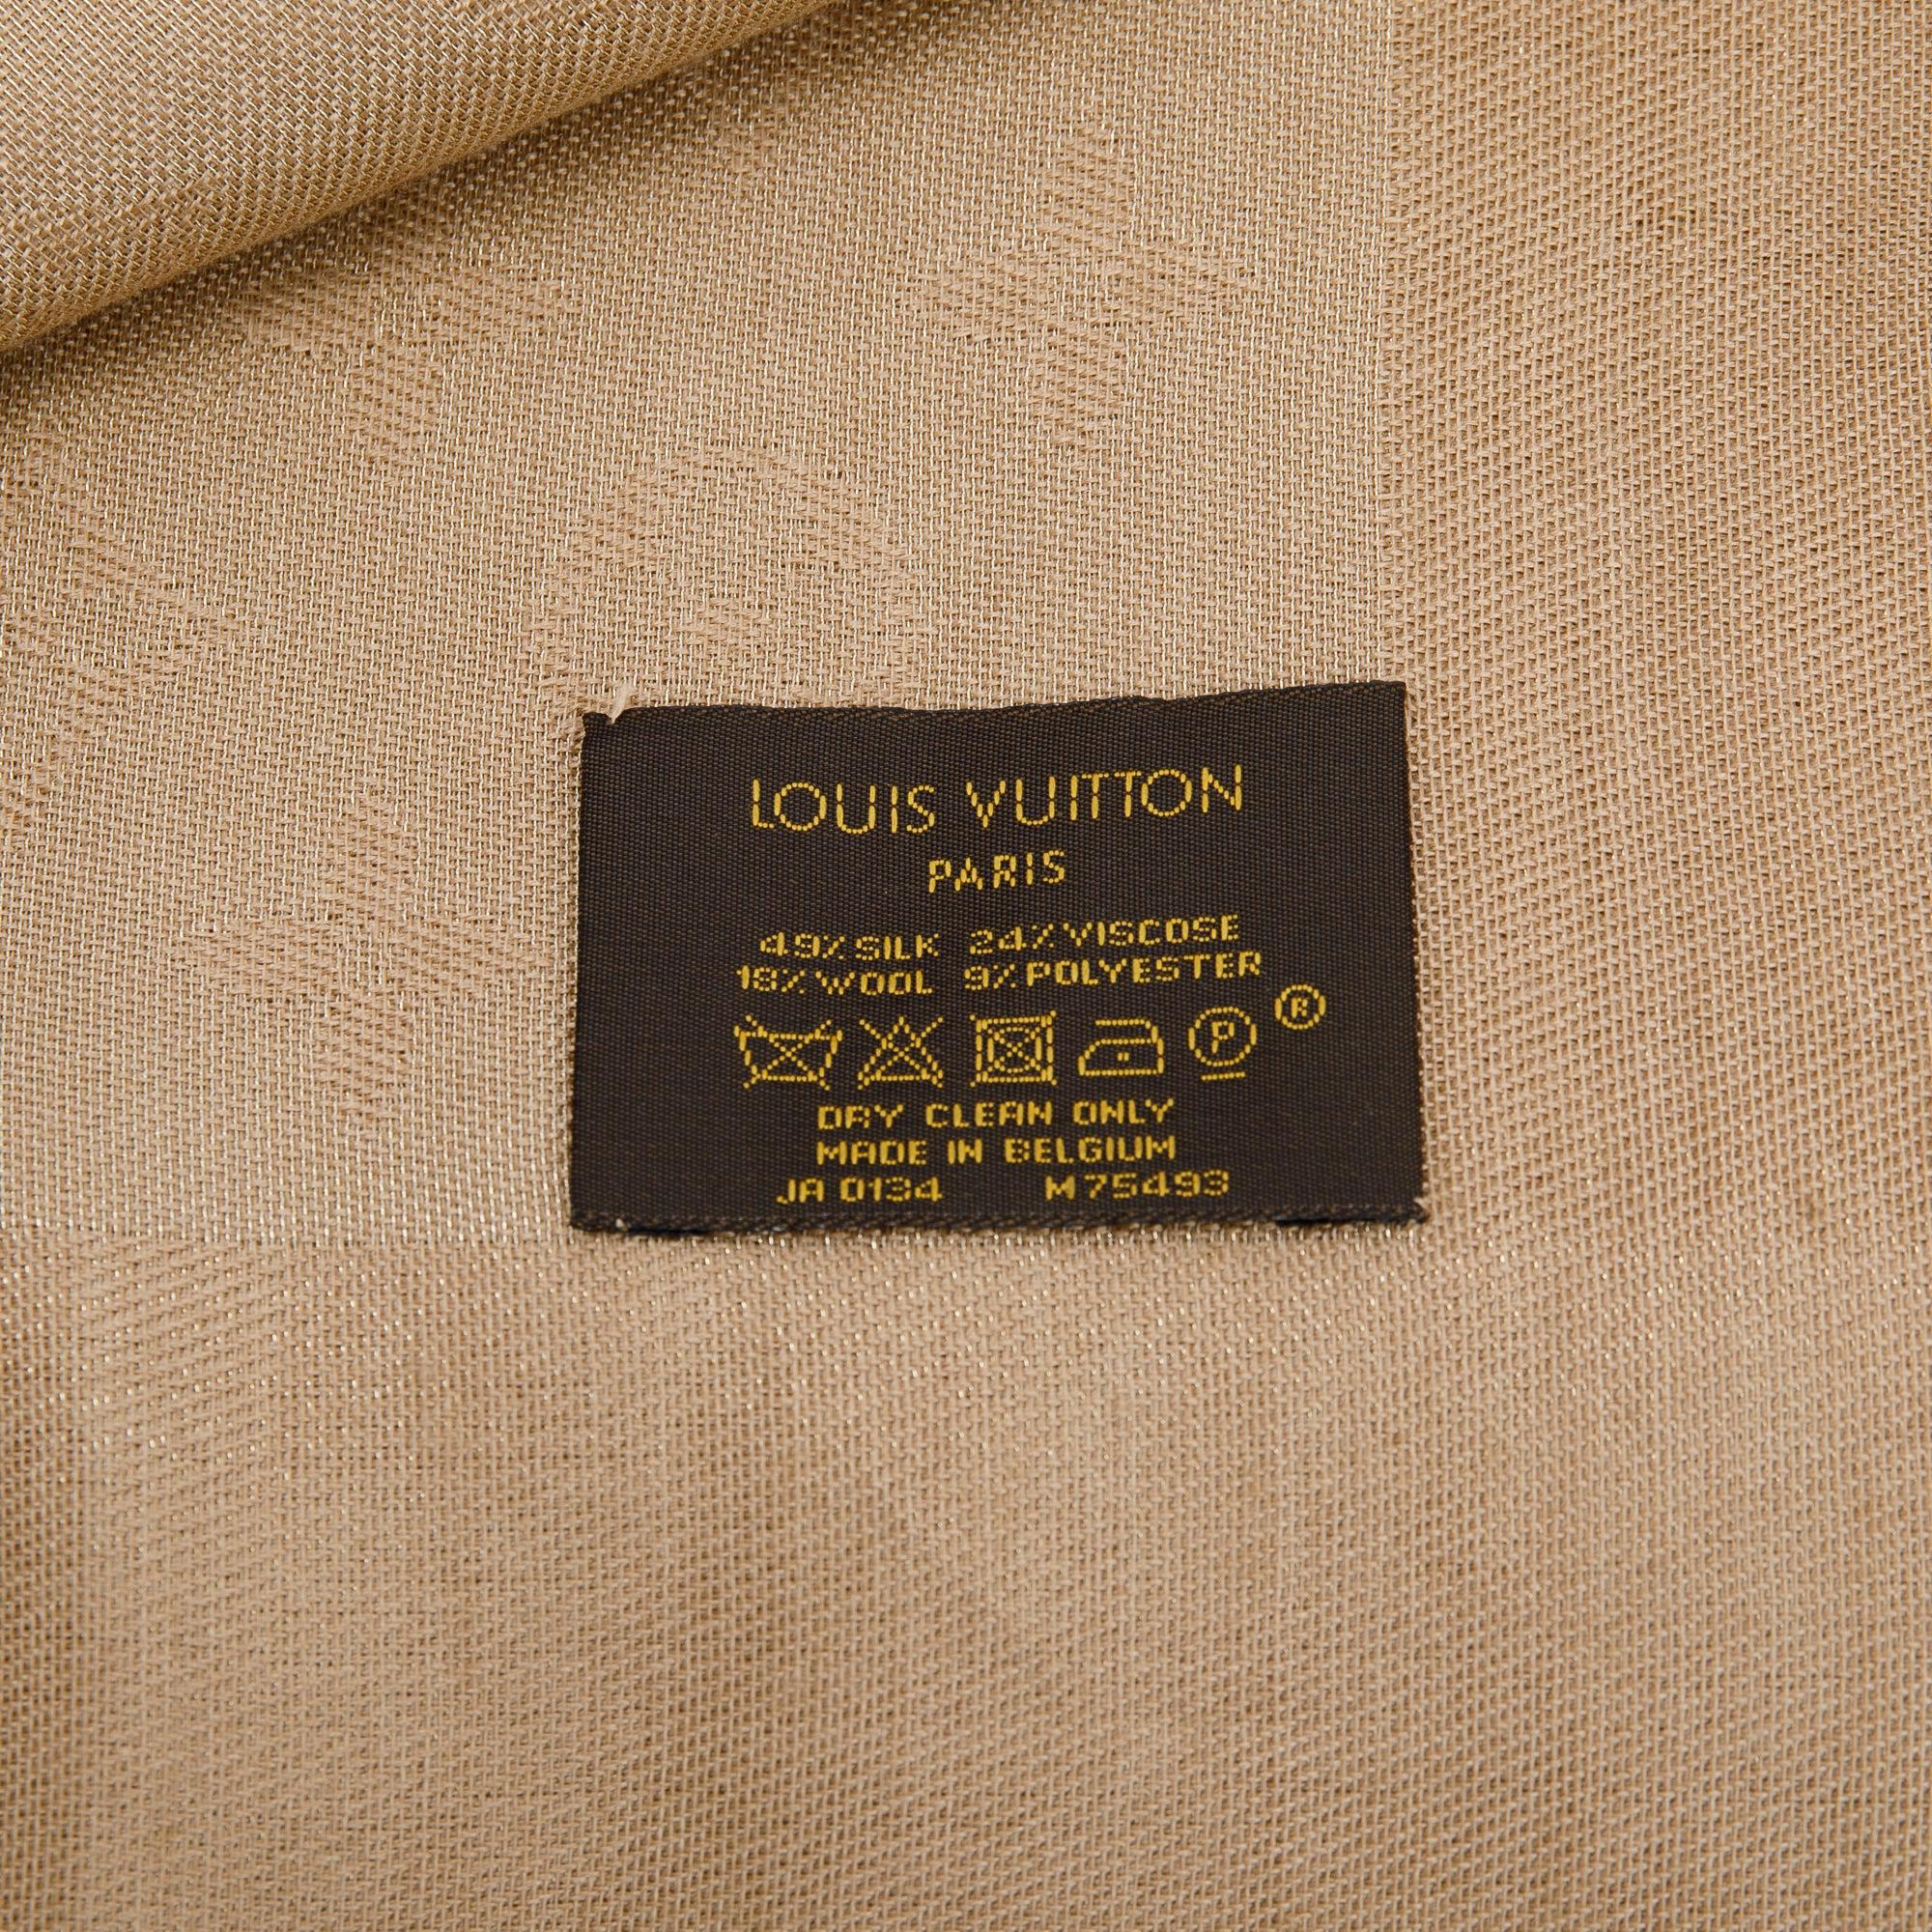 LOUIS VUITTON
PARIS
49% SILK 24% VISCOSE
18% WOOL 9% POLYESTER
P ®
DRY CLEAN ONLY
MADE IN BELGIUM
JA 0134 M75493